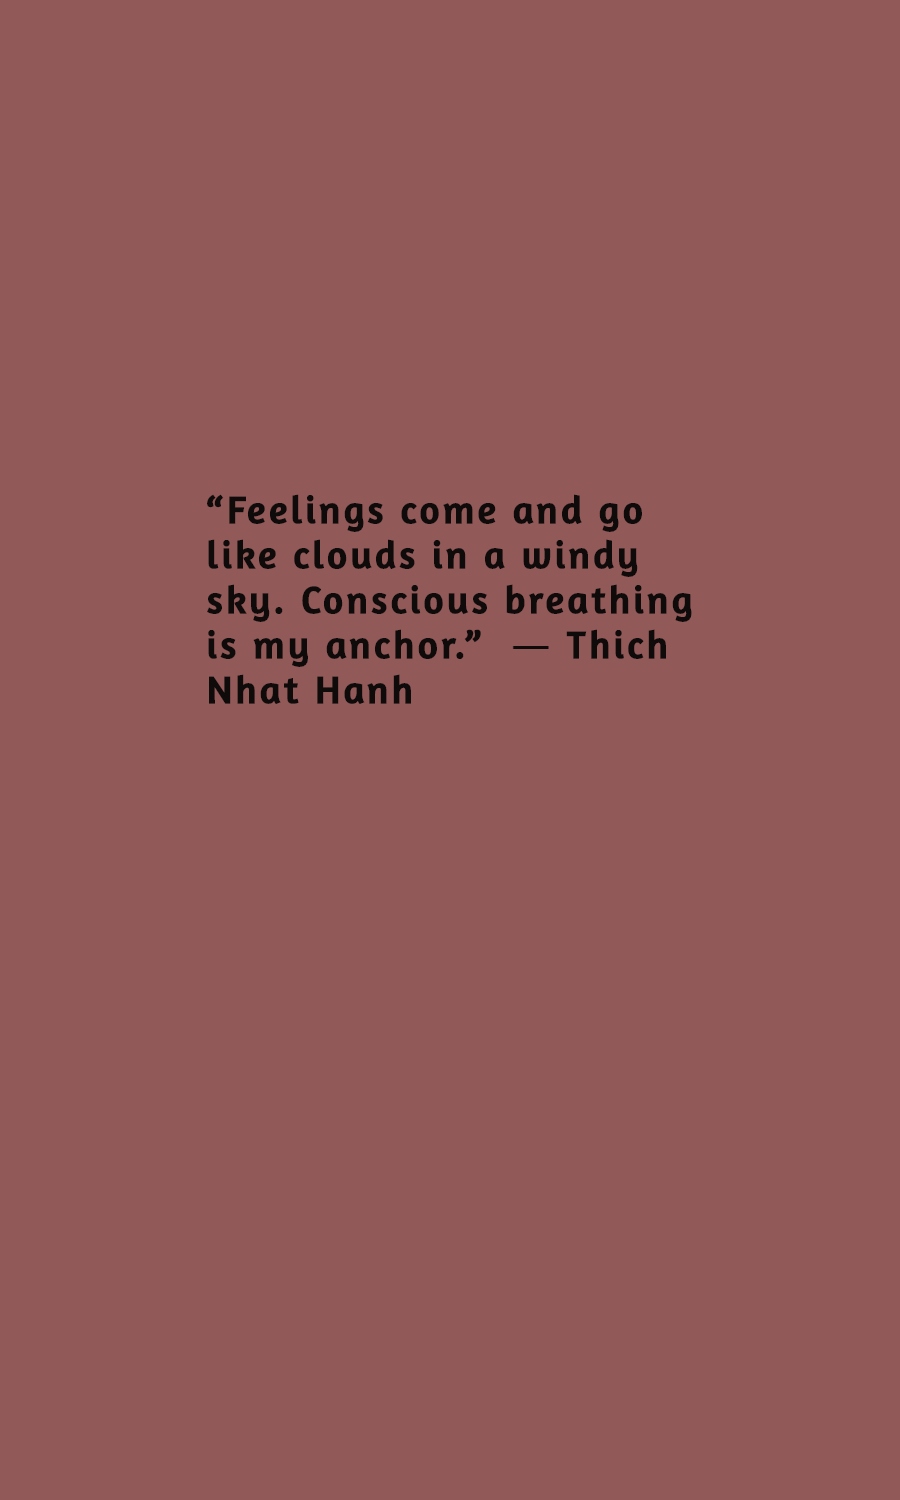 “Feelings come and go
like clouds in a windy
sky. Conscious breathing
is my anchor.”  — Thich
Nhat Hanh